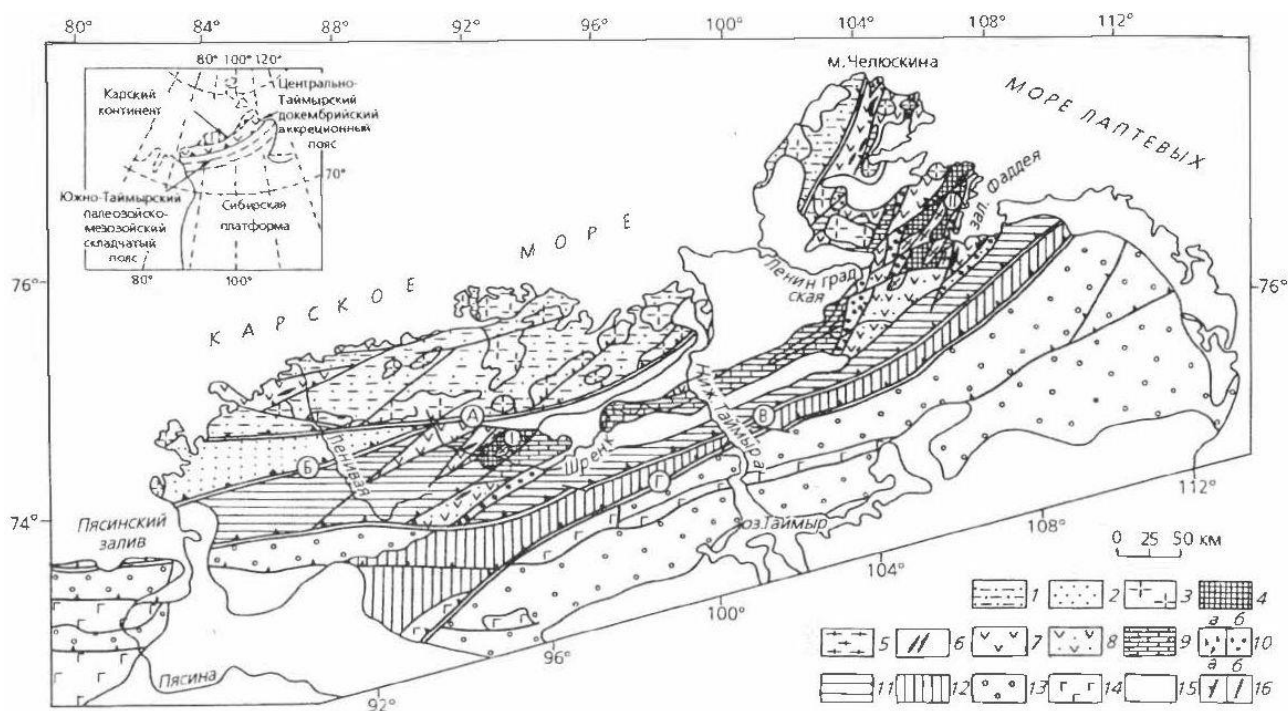 80° 84° 88° 92° 96° 100° 104° 108° 112°
80° 100° 120°
Карский
континент
Центрально-
Таймырский
докембрийский
аккреционный
пояс
70°
Южно-Таймырский
палеозойско-
мезозойский
складчатый
пояс
Сибирская
платформа
80° 100°
м. Челюскина
МОРЕ ЛАПТЕВЫХ
зал. Фаддея
КАРСКОЕ МОРЕ
Ленинградская
76° 76°
Ниж. Таймыра
А
I
II
Б
В
Г
Ленивая
Шренк
74°
Пясинский
залив
оз. Таймыр
Пясина
92° 96° 100° 104° 108° 112°
0 25 50 км
1 2 3 4
а б
5 6 7 8 9 10
а б
11 12 13 14 15 16